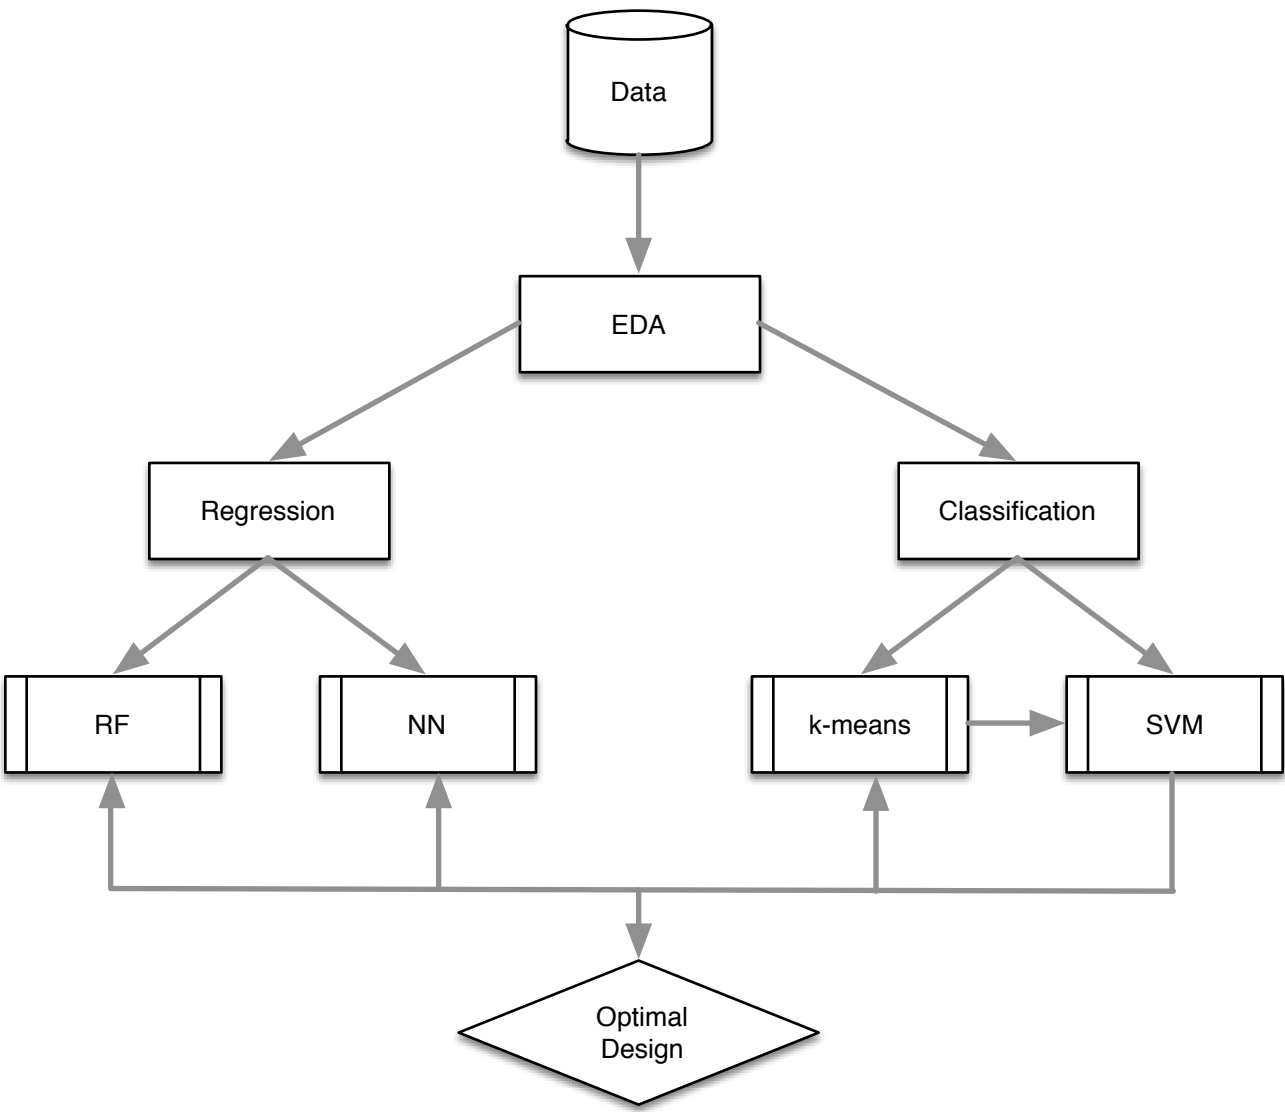 Data
EDA
Regression
Classification
RF
NN
k-means
SVM
Optimal
Design